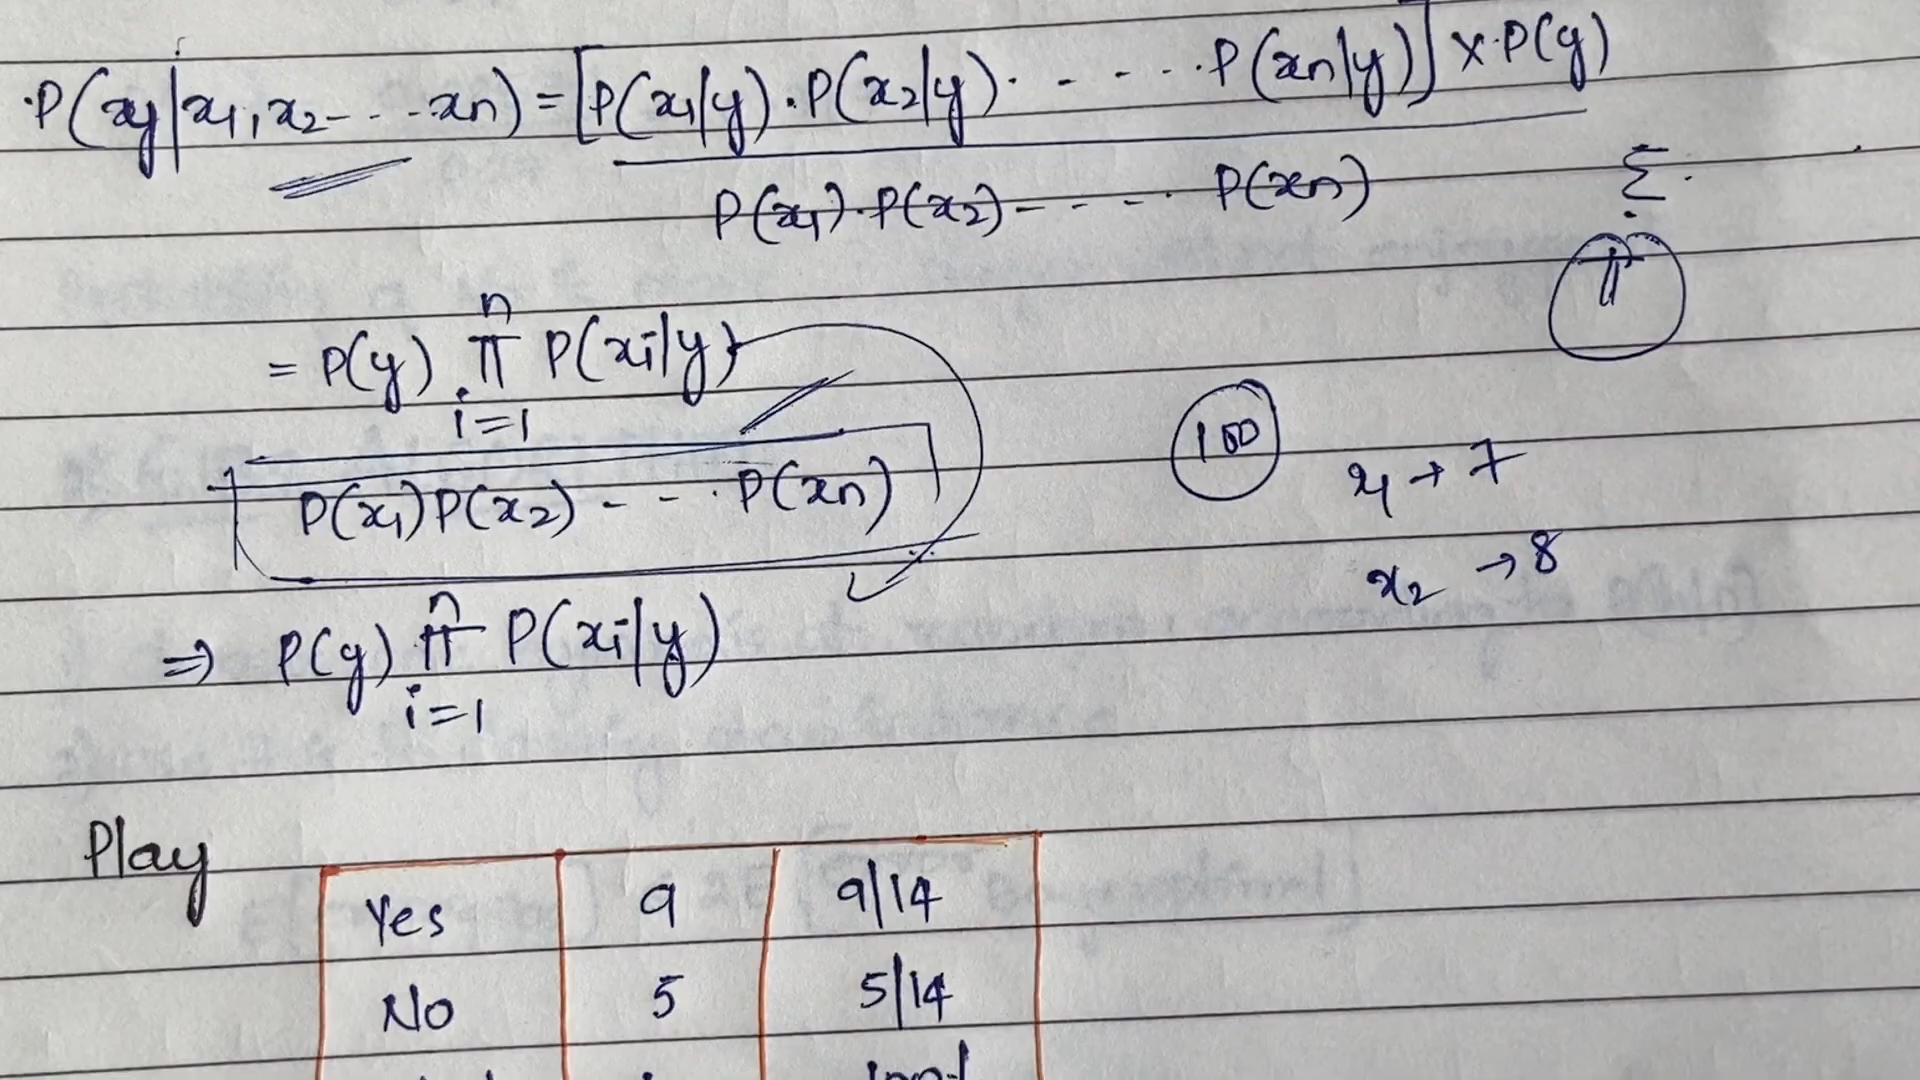 P(xy|x1,x2-...xn) = [P(x1|y).P(x2|y).-...P(xn|y)] x.P(y)
P(x1).P(x2)-....P(xn)
Σ
π
n
= P(y) π P(xi|y)
i=1
100
x1 → 7
P(x1)P(x2)-...P(xn)
x2 → 8
n
⇒ P(y) π P(xi|y)
i=1
Play
Yes 9 9/14
No 5 5/14